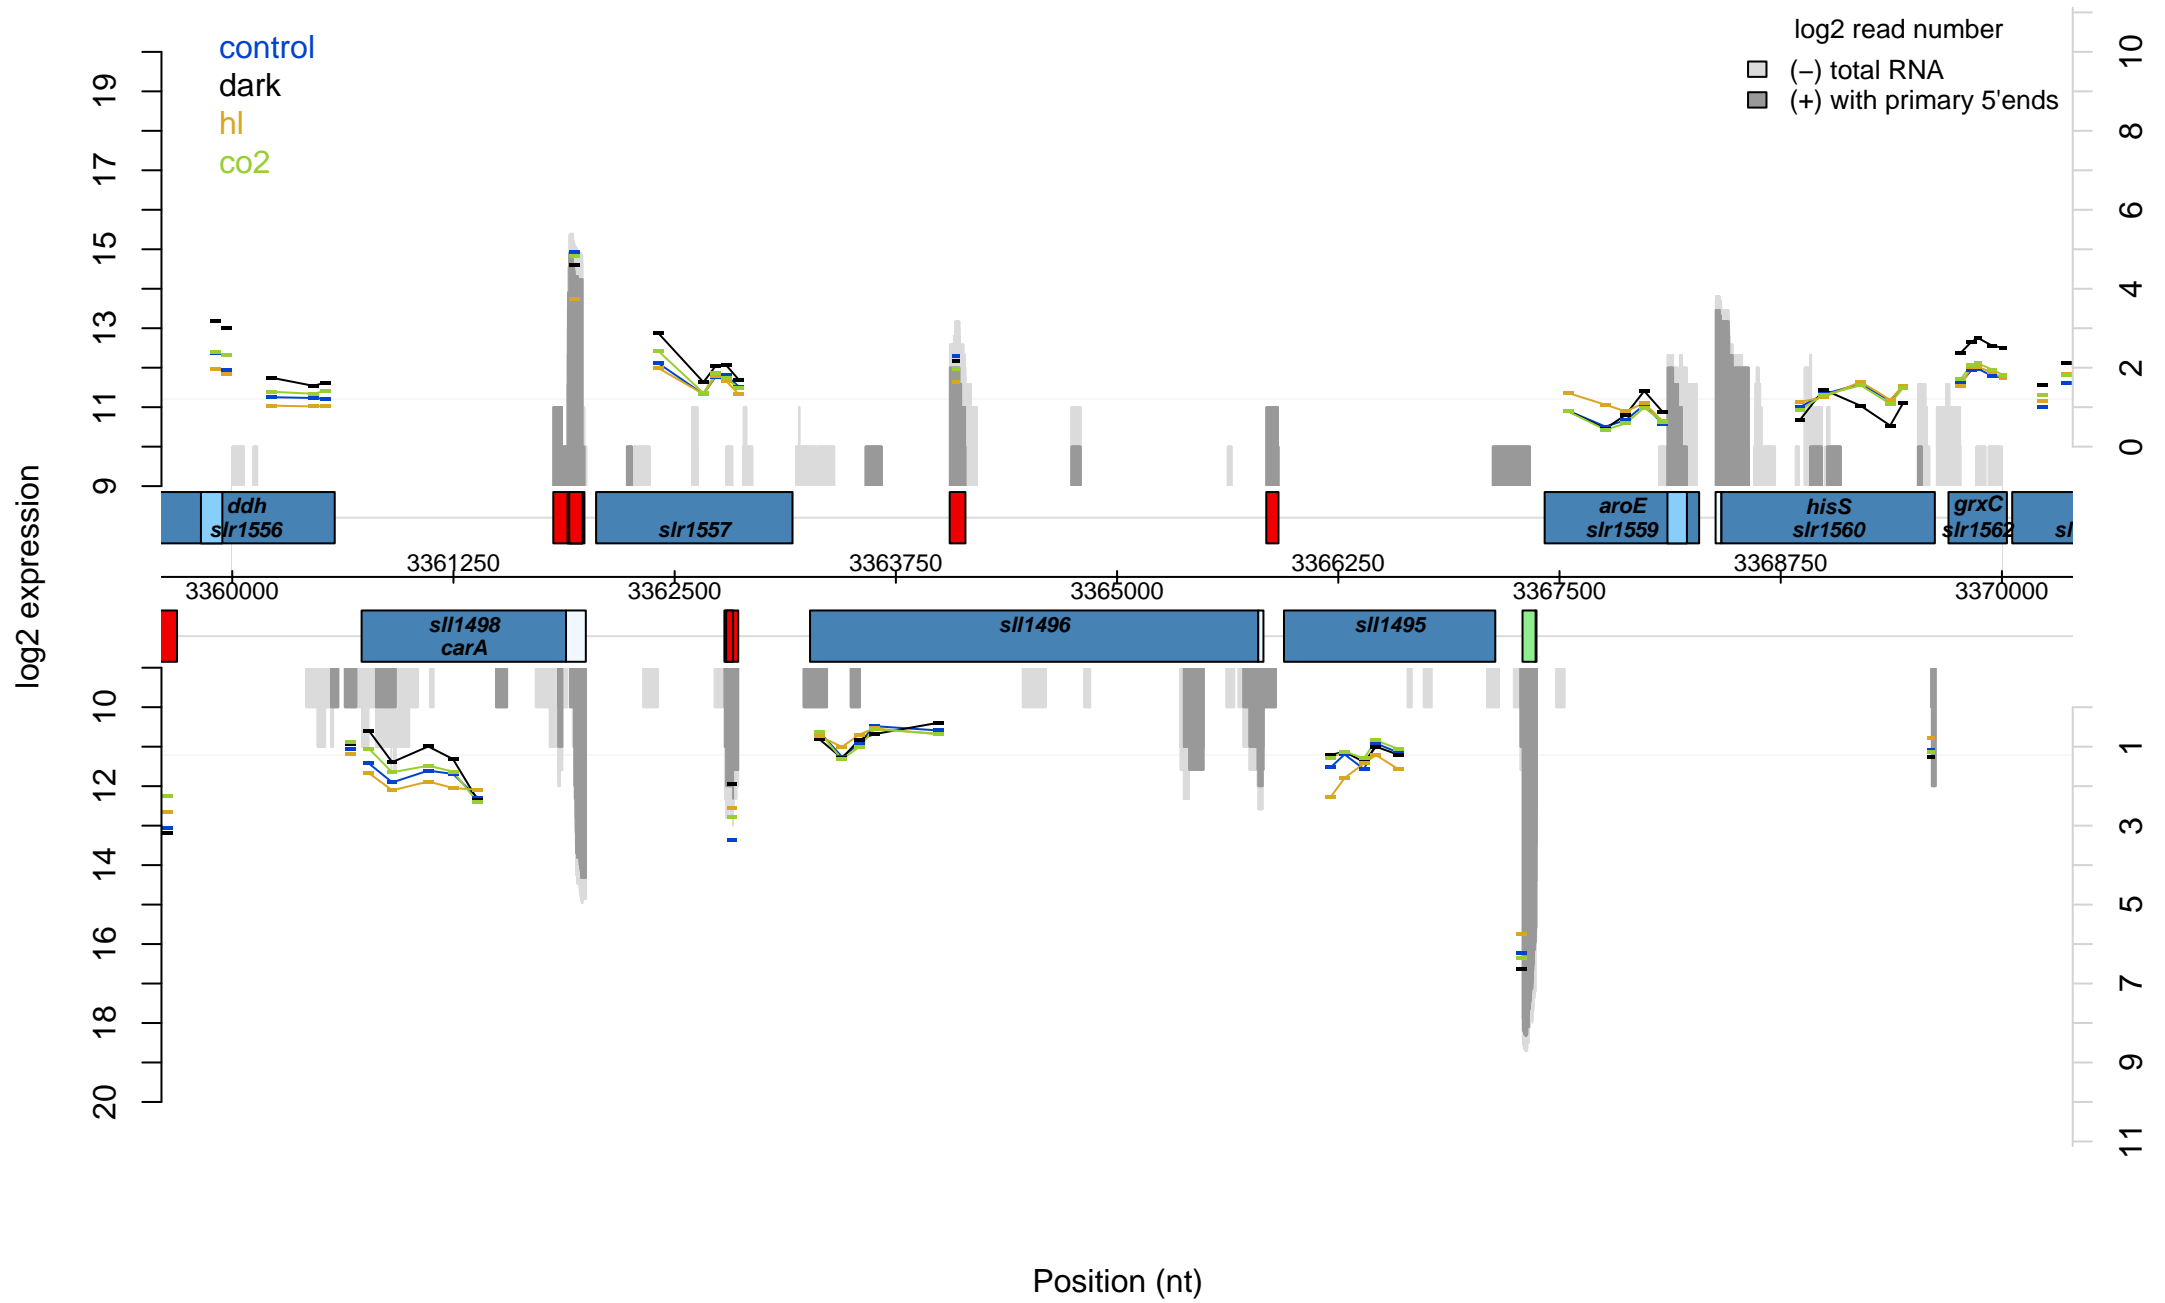 control
dark
hl
co2
log2 read number
(−) total RNA
(+) with primary 5'ends
19
17
15
13
11
9
10
8
6
4
2
0
log2 expression
ddh
slr1556
slr1557
aroE
slr1559
hisS
slr1560
grxC
slr1562
sl
3361250
3363750
3366250
3368750
3360000
3362500
3365000
3367500
3370000
sll1498
carA
sll1496
sll1495
10
12
14
16
18
20
1
3
5
7
9
11
Position (nt)